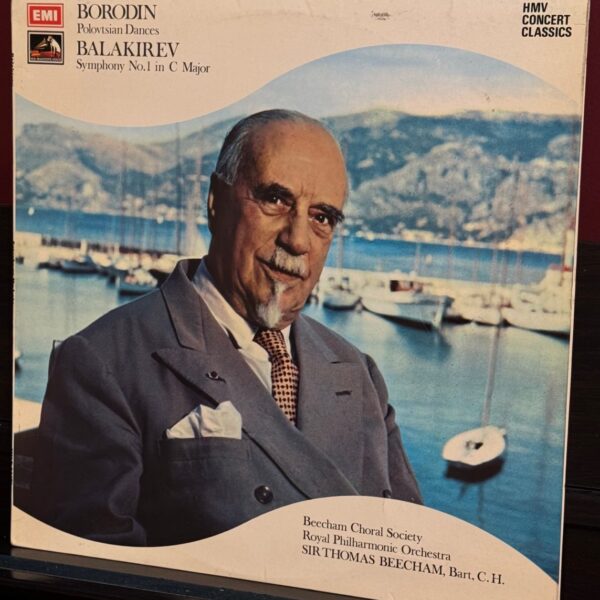 EMI
BORODIN
Polovtsian Dances
BALAKIREV
Symphony No.1 in C Major
HMV
CONCERT
CLASSICS
Beecham Choral Society
Royal Philharmonic Orchestra
SIR THOMAS BEECHAM, Bart, C.H.